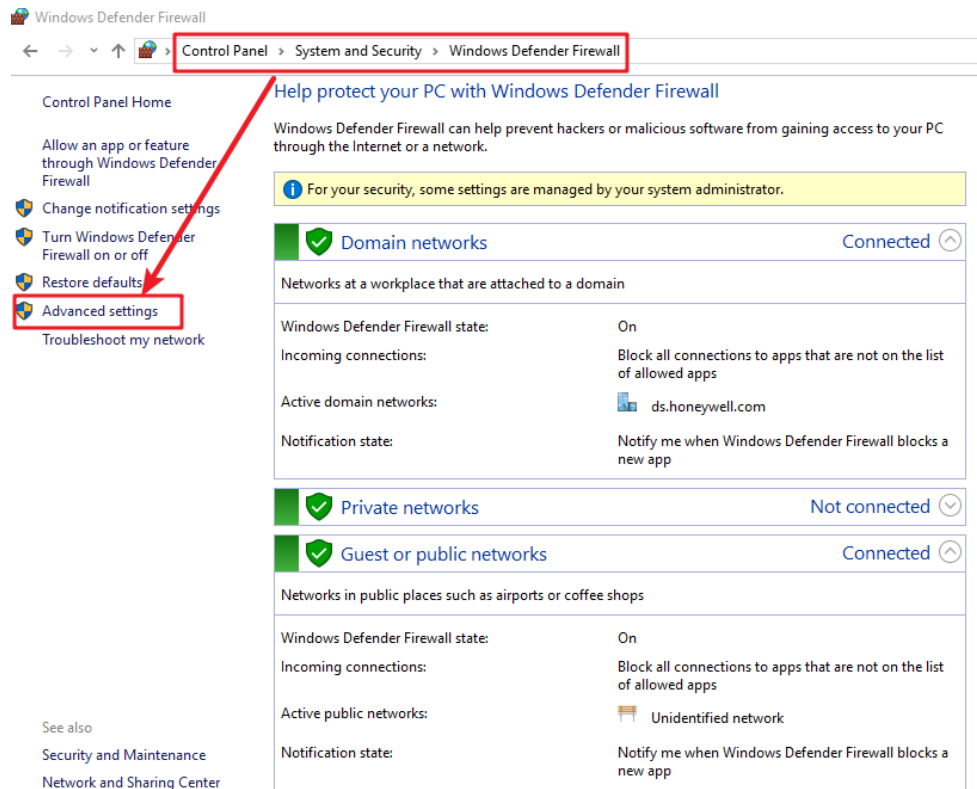 Windows Defender Firewall
Control Panel > System and Security > Windows Defender Firewall
Control Panel Home
Allow an app or feature
through Windows Defender
Firewall
Change notification settings
Turn Windows Defender
Firewall on or off
Restore defaults
Advanced settings
Troubleshoot my network
See also
Security and Maintenance
Network and Sharing Center
Help protect your PC with Windows Defender Firewall
Windows Defender Firewall can help prevent hackers or malicious software from gaining access to your PC
through the Internet or a network.
For your security, some settings are managed by your system administrator.
Domain networks Connected
Networks at a workplace that are attached to a domain
Windows Defender Firewall state: On
Incoming connections: Block all connections to apps that are not on the list
of allowed apps
Active domain networks: ds.honeywell.com
Notification state: Notify me when Windows Defender Firewall blocks a
new app
Private networks Not connected
Guest or public networks Connected
Networks in public places such as airports or coffee shops
Windows Defender Firewall state: On
Incoming connections: Block all connections to apps that are not on the list
of allowed apps
Active public networks: Unidentified network
Notification state: Notify me when Windows Defender Firewall blocks a
new app